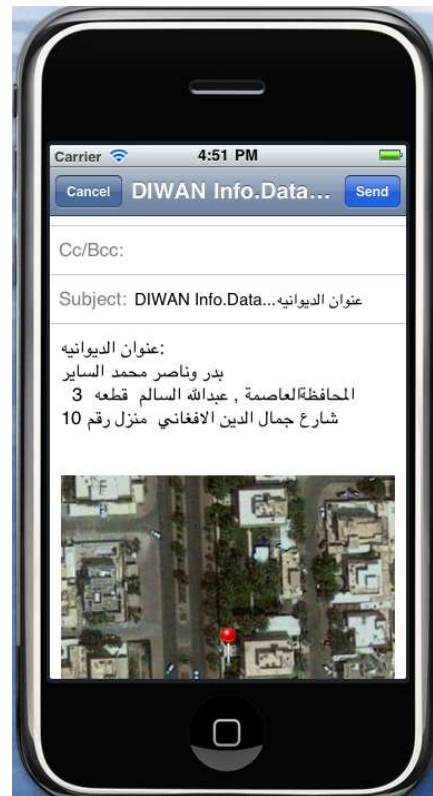 Carrier 4:51 PM
Cancel DIWAN Info.Data... Send
Cc/Bcc:
Subject: DIWAN Info.Data...عنوان الديوانيه
عنوان الديوانيه:
بدر وناصر محمد الساير
المحافظةالعاصمة , عبدالله السالم قطعه 3
شارع جمال الدين الافغاني منزل رقم 10